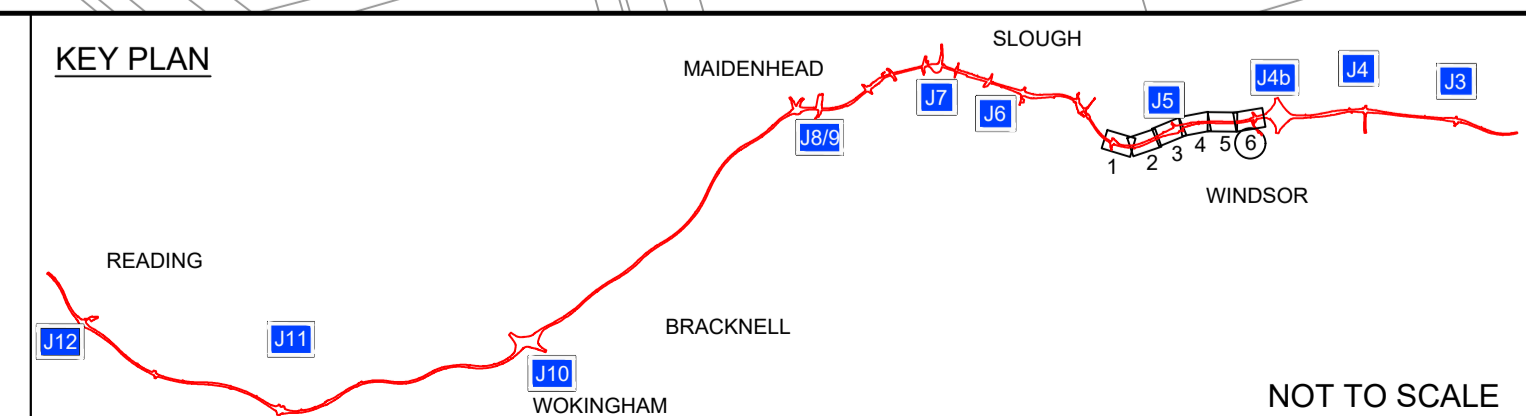 KEY PLAN
SLOUGH
MAIDENHEAD
J8/9
J7
J6
J5
J4b
J4
J3
1
2
3
4
5
6
WINDSOR
READING
J12
J11
BRACKNELL
J10
WOKINGHAM
NOT TO SCALE